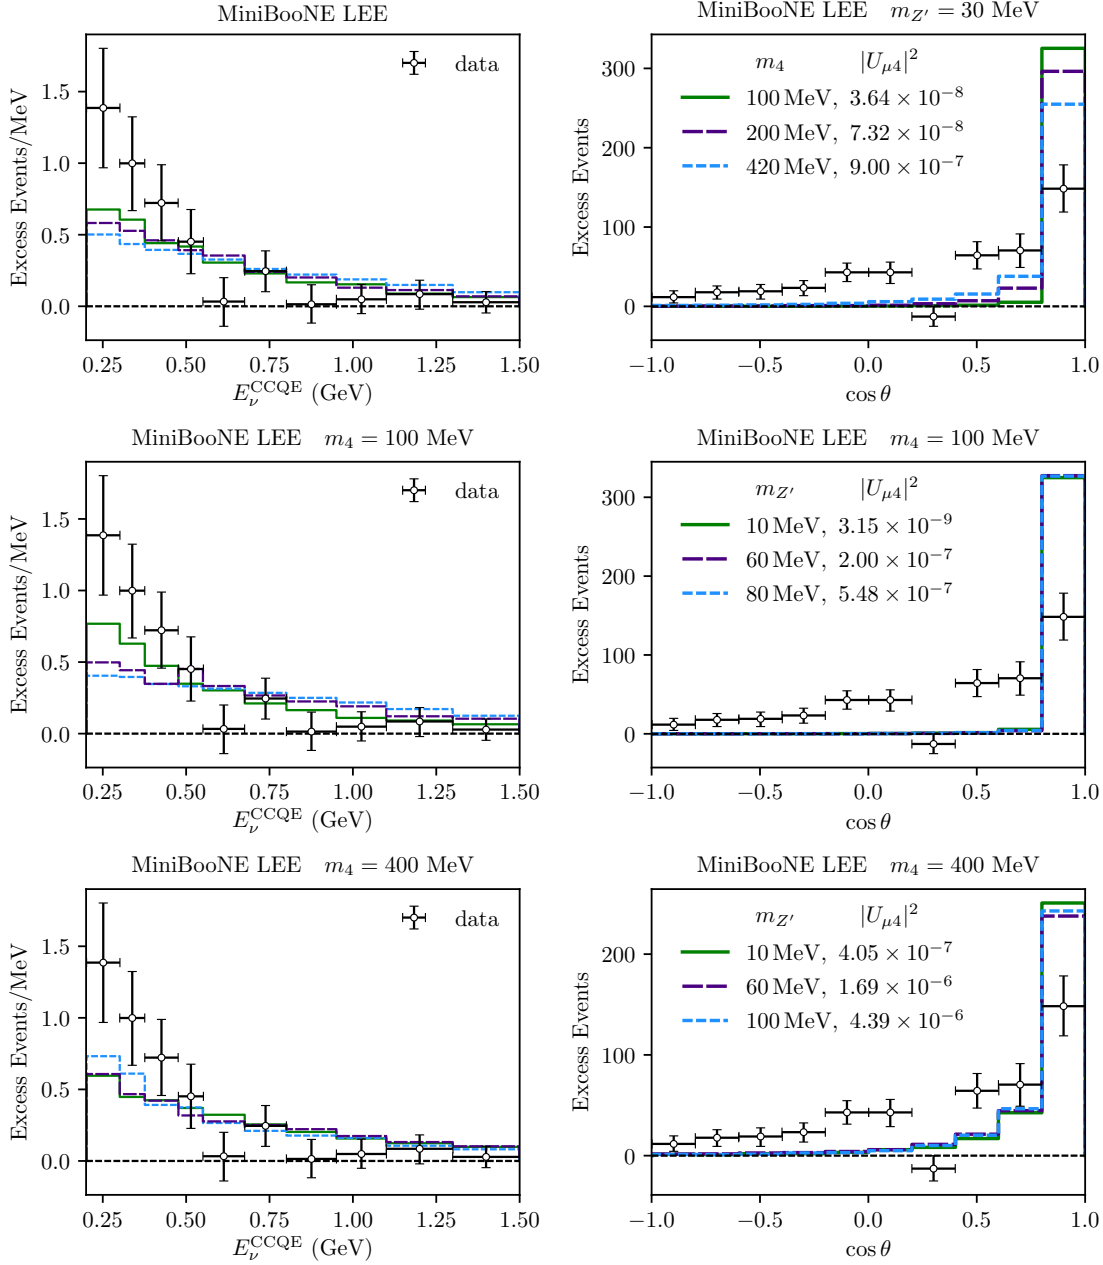 MiniBooNE LEE
data
1.5
1.0
0.5
0.0
Excess Events/MeV
0.25 0.50 0.75 1.00 1.25 1.50
E_ν^CCQE (GeV)
MiniBooNE LEE m_Z′ = 30 MeV
m_4 |U_μ4|^2
100 MeV, 3.64 × 10^−8
200 MeV, 7.32 × 10^−8
420 MeV, 9.00 × 10^−7
300
200
100
0
Excess Events
−1.0 −0.5 0.0 0.5 1.0
cos θ
MiniBooNE LEE m_4 = 100 MeV
data
1.5
1.0
0.5
0.0
Excess Events/MeV
0.25 0.50 0.75 1.00 1.25 1.50
E_ν^CCQE (GeV)
MiniBooNE LEE m_4 = 100 MeV
m_Z′ |U_μ4|^2
10 MeV, 3.15 × 10^−9
60 MeV, 2.00 × 10^−7
80 MeV, 5.48 × 10^−7
300
200
100
0
Excess Events
−1.0 −0.5 0.0 0.5 1.0
cos θ
MiniBooNE LEE m_4 = 400 MeV
data
1.5
1.0
0.5
0.0
Excess Events/MeV
0.25 0.50 0.75 1.00 1.25 1.50
E_ν^CCQE (GeV)
MiniBooNE LEE m_4 = 400 MeV
m_Z′ |U_μ4|^2
10 MeV, 4.05 × 10^−7
60 MeV, 1.69 × 10^−6
100 MeV, 4.39 × 10^−6
200
100
0
Excess Events
−1.0 −0.5 0.0 0.5 1.0
cos θ